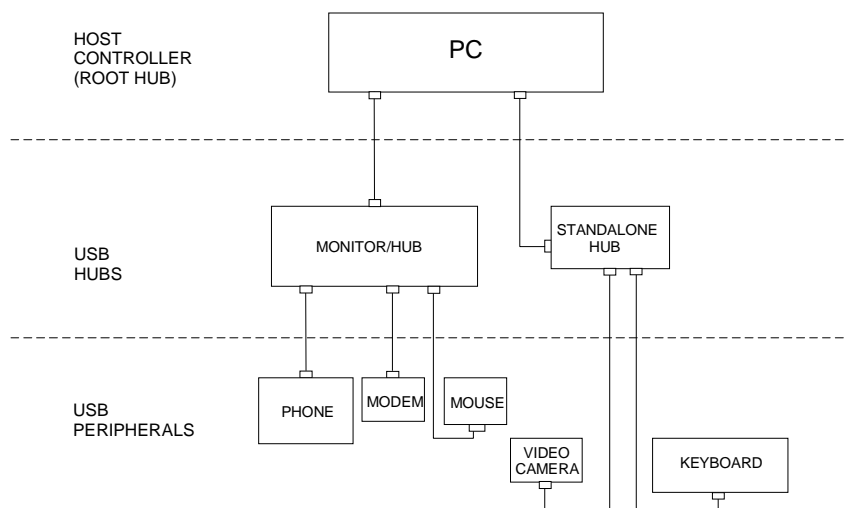 HOST
CONTROLLER
(ROOT HUB)
PC
USB
HUBS
MONITOR/HUB
STANDALONE
HUB
USB
PERIPHERALS
PHONE
MODEM
MOUSE
VIDEO
CAMERA
KEYBOARD